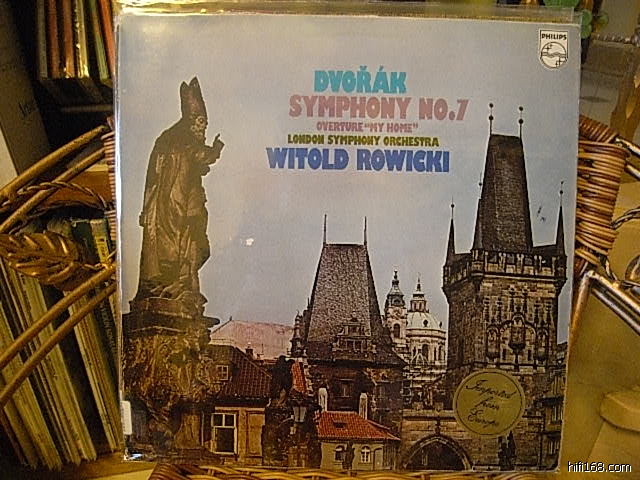 PHILIPS
DVOŘÁK
SYMPHONY NO.7
OVERTURE "MY HOME"
LONDON SYMPHONY ORCHESTRA
WITOLD ROWICKI
Imported
from
Europe
hifi168.com